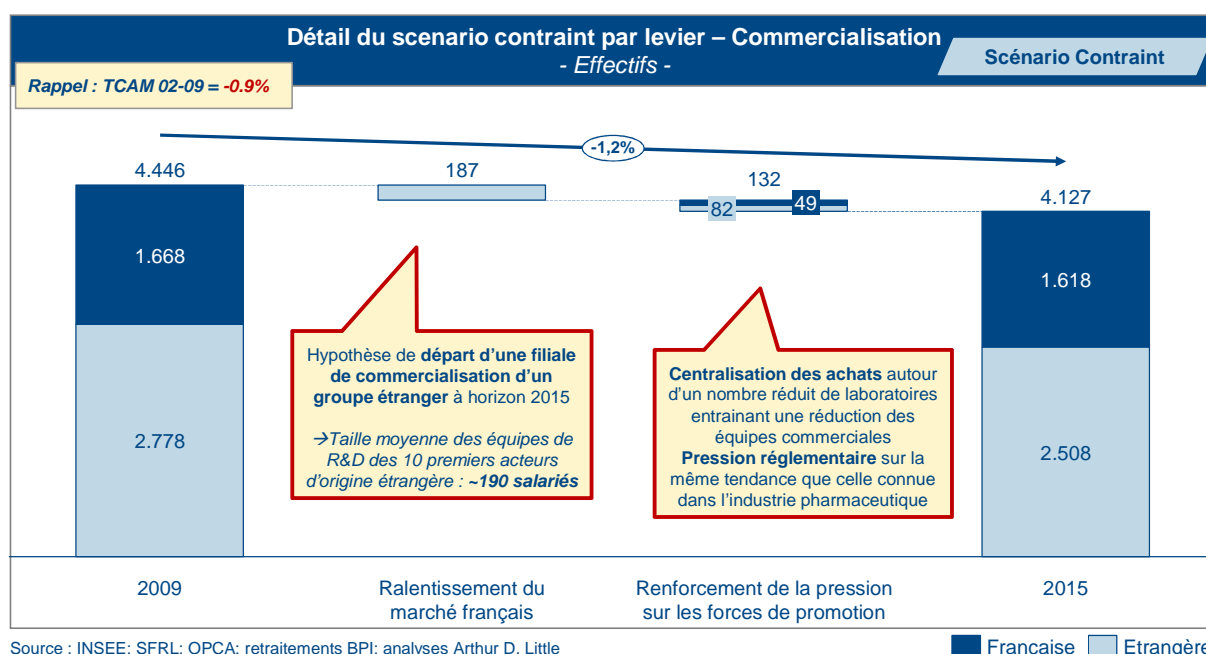 Détail du scenario contraint par levier – Commercialisation
- Effectifs -
Scénario Contraint
Rappel : TCAM 02-09 = -0.9%
-1,2%
4.446
187
132
4.127
82
49
1.668
1.618
2.778
2.508
Hypothèse de départ d’une filiale
de commercialisation d’un
groupe étranger à horizon 2015
→Taille moyenne des équipes de
R&D des 10 premiers acteurs
d’origine étrangère : ~190 salariés
Centralisation des achats autour
d’un nombre réduit de laboratoires
entrainant une réduction des
équipes commerciales
Pression réglementaire sur la
même tendance que celle connue
dans l’industrie pharmaceutique
2009
Ralentissement du
marché français
Renforcement de la pression
sur les forces de promotion
2015
Source : INSEE; SFRL; OPCA; retraitements BPI; analyses Arthur D. Little
Française
Etrangère